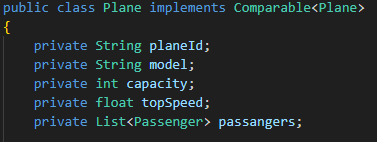 public class Plane implements Comparable<Plane>
{
    private String planeId;
    private String model;
    private int capacity;
    private float topSpeed;
    private List<Passenger> passangers;